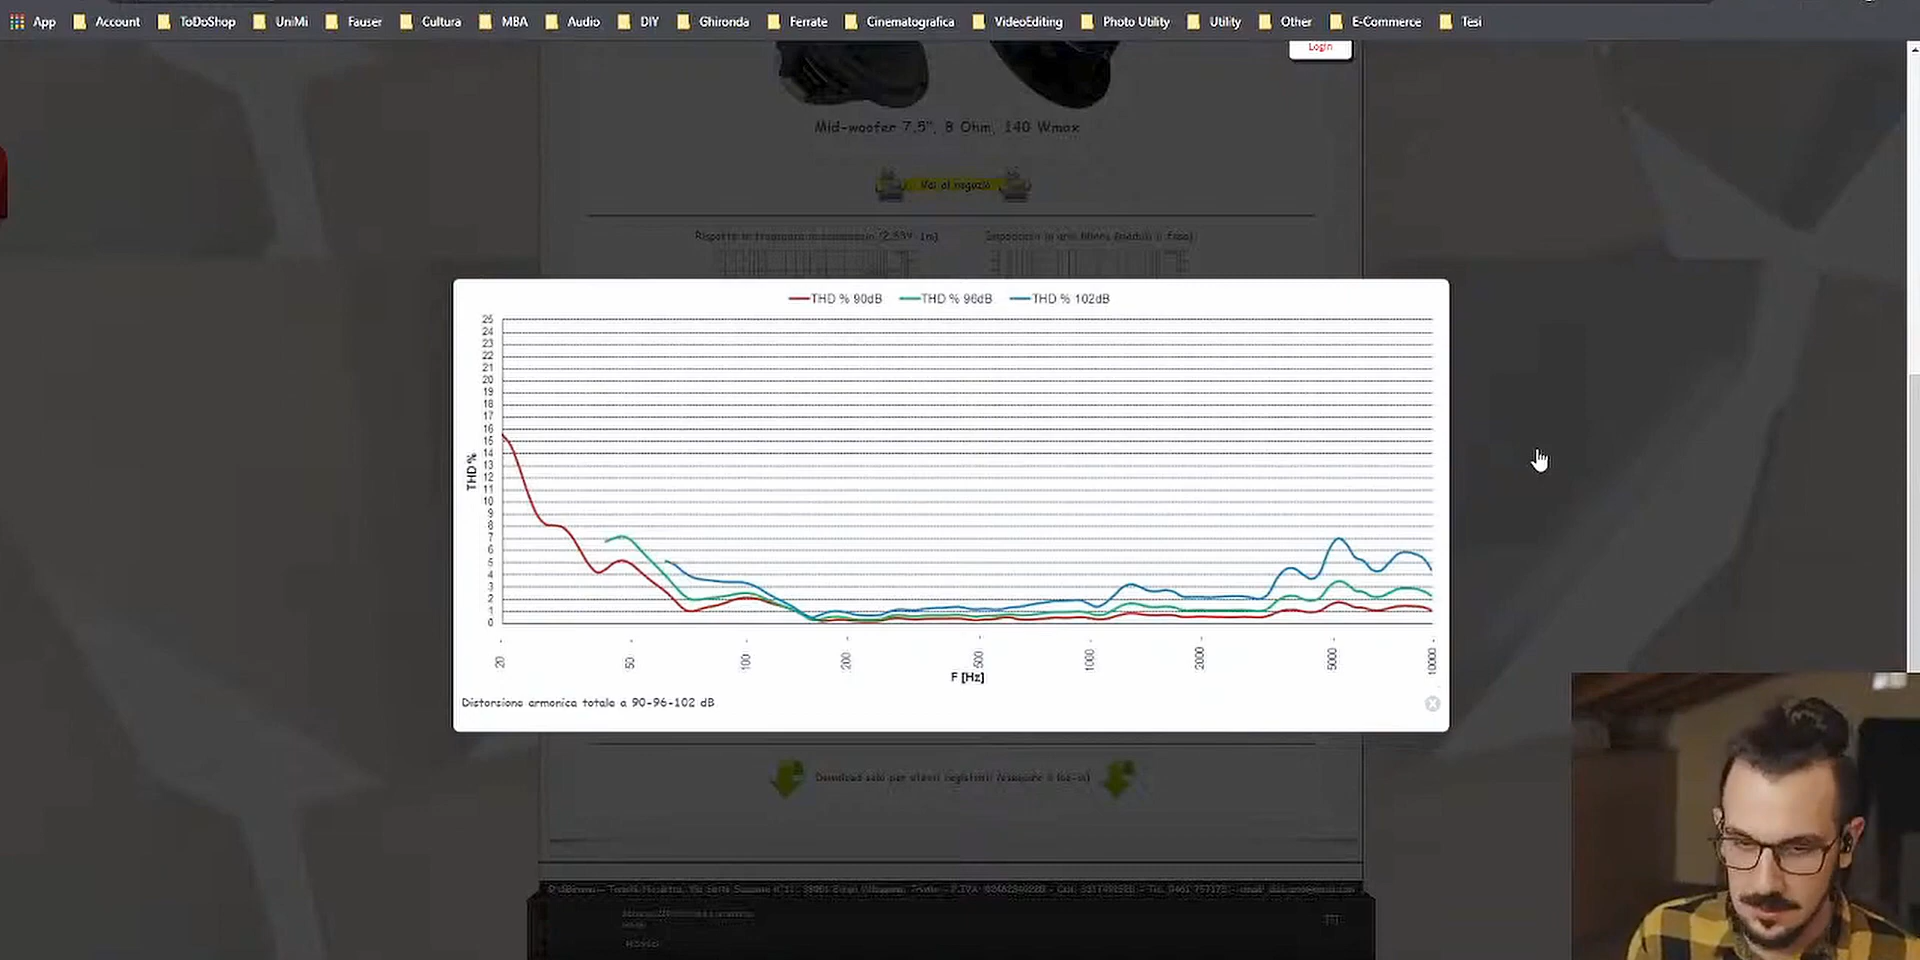 App Account ToDoShop UniMi Fauser Cultura MBA Audio DIY Ghironda Ferrate Cinematografica VideoEditing Photo Utility Utility Other E-Commerce Tesi
Login
Mid-woofer 7,5", 8 Ohm, 140 Wmax
Vai al negozio
THD % 90dB THD % 96dB THD % 102dB
25
24
23
22
21
20
19
18
17
16
15
14
13
12
11
10
9
8
7
6
5
4
3
2
1
0
THD %
20 50 100 200 500 1000 2000 5000 10000
F [Hz]
Distorsione armonica totale a 90-96-102 dB